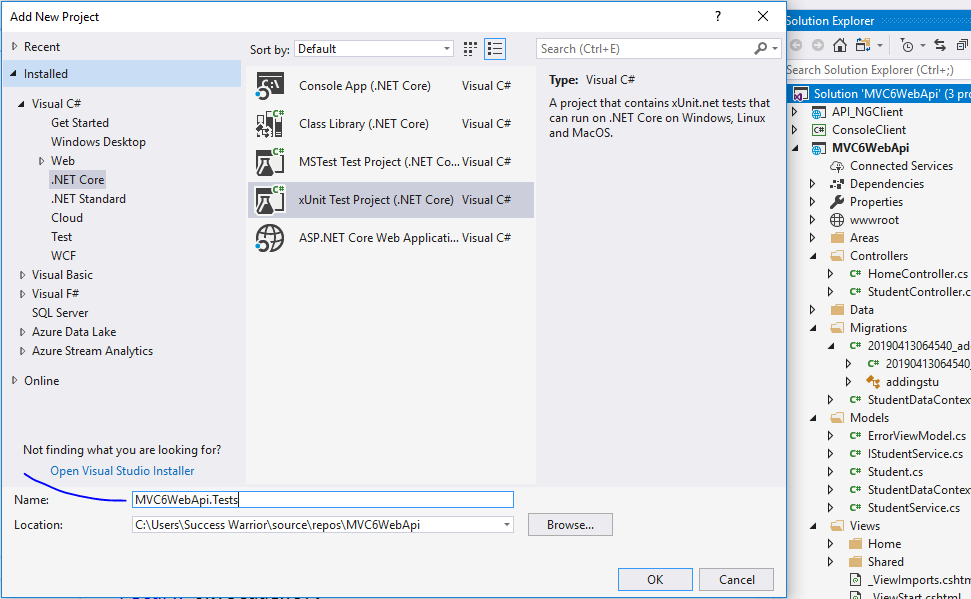 Add New Project
?
Recent
Installed
Visual C#
Get Started
Windows Desktop
Web
.NET Core
.NET Standard
Cloud
Test
WCF
Visual Basic
Visual F#
SQL Server
Azure Data Lake
Azure Stream Analytics
Online
Not finding what you are looking for?
Open Visual Studio Installer
Sort by: Default
Console App (.NET Core) Visual C#
Class Library (.NET Core) Visual C#
MSTest Test Project (.NET Co... Visual C#
xUnit Test Project (.NET Core) Visual C#
ASP.NET Core Web Applicati... Visual C#
Search (Ctrl+E)
Type: Visual C#
A project that contains xUnit.net tests that
can run on .NET Core on Windows, Linux
and MacOS.
Name: MVC6WebApi.Tests
Location: C:\Users\Success Warrior\source\repos\MVC6WebApi
Browse...
OK
Cancel
Solution Explorer
Search Solution Explorer (Ctrl+;)
Solution 'MVC6WebApi' (3 pro
API_NGClient
C# ConsoleClient
MVC6WebApi
Connected Services
Dependencies
Properties
wwwroot
Areas
Controllers
C# HomeController.cs
C# StudentController.c
Data
Migrations
C# 20190413064540_ad
C# 20190413064540_
addingstu
C# StudentDataContex
Models
C# ErrorViewModel.cs
C# IStudentService.cs
C# Student.cs
C# StudentDataContex
C# StudentService.cs
Views
Home
Shared
_ViewImports.cshtm
_ViewStart.cshtml